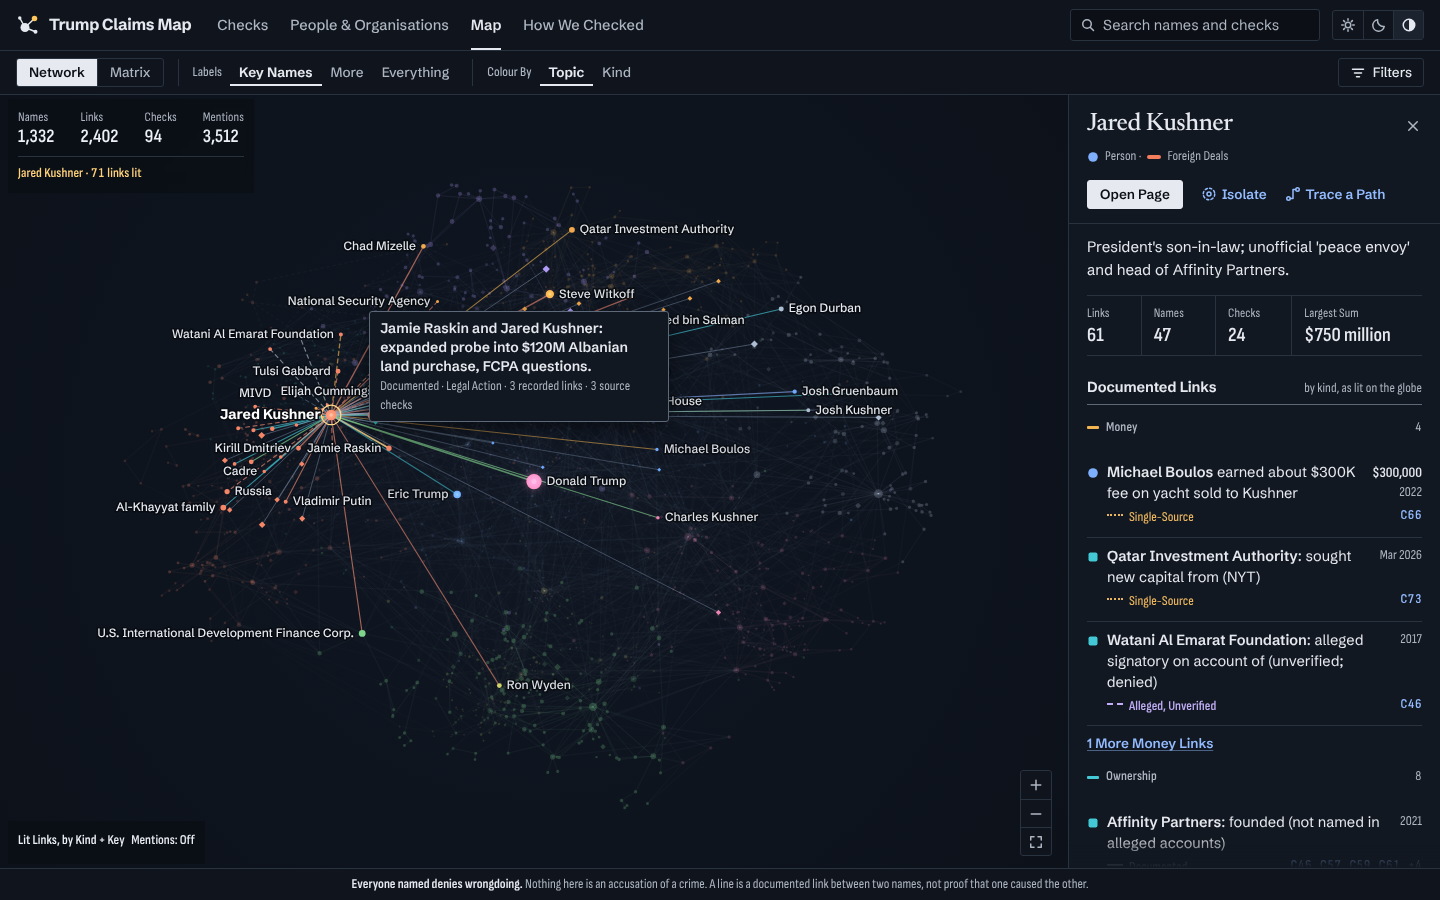 Trump Claims Map
Checks
People & Organisations
Map
How We Checked
Search names and checks
Network
Matrix
Labels
Key Names
More
Everything
Colour By
Topic
Kind
Filters
Names
Links
Checks
Mentions
1,332
2,402
94
3,512
Jared Kushner · 71 links lit
Qatar Investment Authority
Chad Mizelle
Steve Witkoff
National Security Agency
Egon Durban
ed bin Salman
Watani Al Emarat Foundation
Jamie Raskin and Jared Kushner:
expanded probe into $120M Albanian
land purchase, FCPA questions.
Documented · Legal Action · 3 recorded links · 3 source
checks
Tulsi Gabbard
MIVD
Elijah Cumming
Josh Gruenbaum
House
Josh Kushner
Jared Kushner
Kirill Dmitriev
Jamie Raskin
Michael Boulos
Cadre
Donald Trump
Russia
Eric Trump
Vladimir Putin
Al-Khayyat family
Charles Kushner
U.S. International Development Finance Corp.
Ron Wyden
Lit Links, by Kind + Key
Mentions: Off
Jared Kushner
Person ·
Foreign Deals
Open Page
Isolate
Trace a Path
President's son-in-law; unofficial 'peace envoy'
and head of Affinity Partners.
Links
Names
Checks
Largest Sum
61
47
24
$750 million
Documented Links
by kind, as lit on the globe
Money
4
Michael Boulos earned about $300K
$300,000
fee on yacht sold to Kushner
2022
Single-Source
C66
Qatar Investment Authority: sought
Mar 2026
new capital from (NYT)
Single-Source
C73
Watani Al Emarat Foundation: alleged
2017
signatory on account of (unverified;
denied)
Alleged, Unverified
C46
1 More Money Links
Ownership
8
Affinity Partners: founded (not named in
2021
alleged accounts)
Everyone named denies wrongdoing. Nothing here is an accusation of a crime. A line is a documented link between two names, not proof that one caused the other.